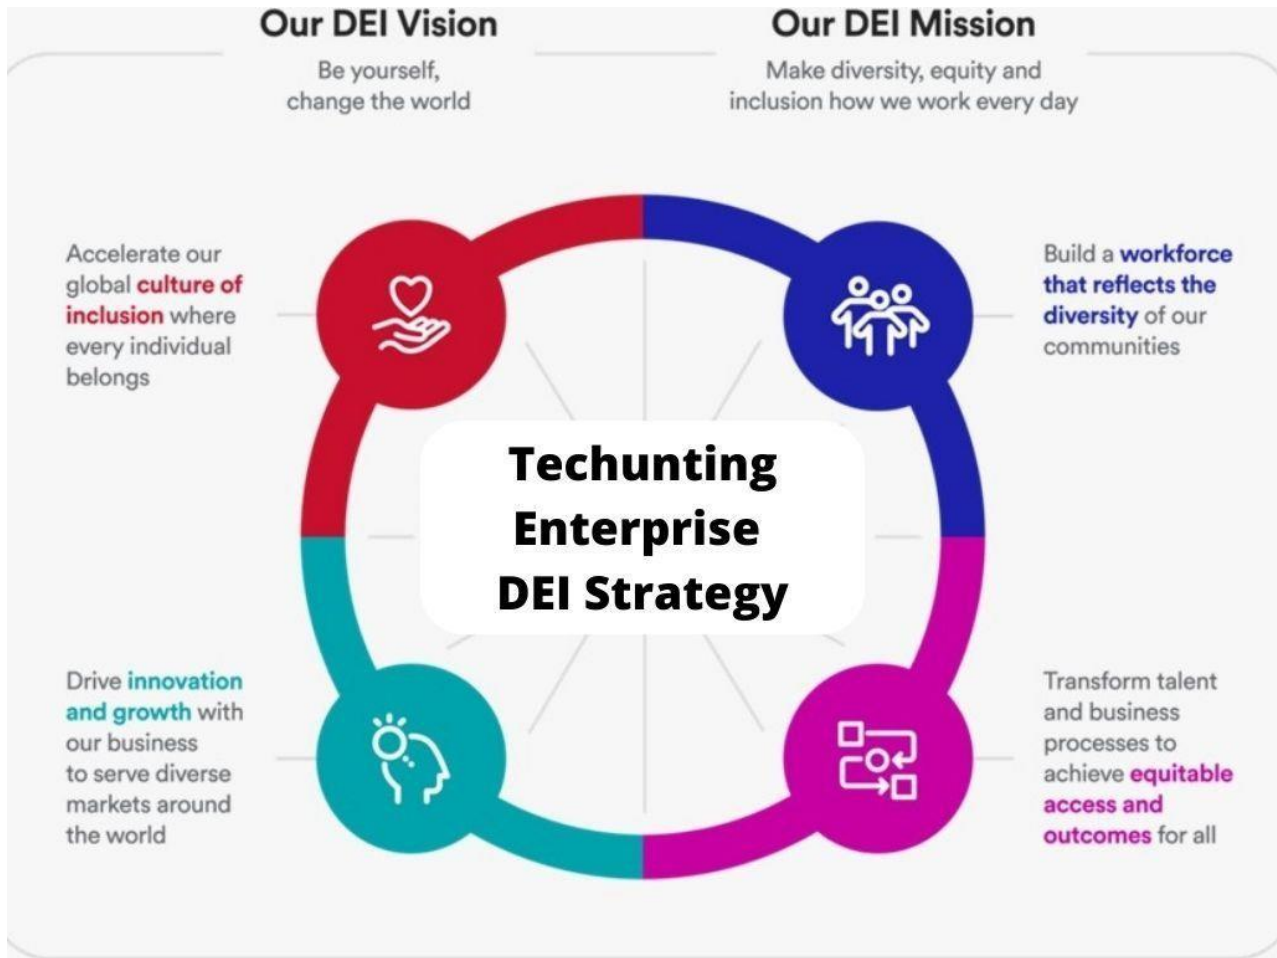 Our DEI Vision
Be yourself,
change the world
Our DEI Mission
Make diversity, equity and
inclusion how we work every day
Accelerate our
global culture of
inclusion where
every individual
belongs
Build a workforce
that reflects the
diversity of our
communities
Techunting
Enterprise
DEI Strategy
Drive innovation
and growth with
our business
to serve diverse
markets around
the world
Transform talent
and business
processes to
achieve equitable
access and
outcomes for all